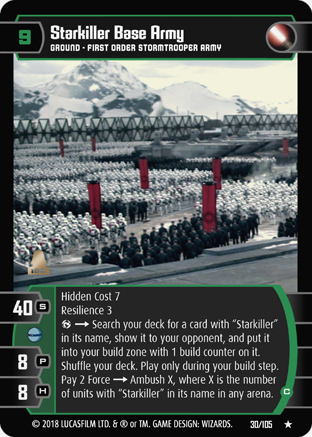 9
Starkiller Base Army
GROUND - FIRST ORDER STORMTROOPER ARMY
40 S
8 P
8 H
Hidden Cost 7
Resilience 3
→ Search your deck for a card with "Starkiller"
in its name, show it to your opponent, and put it
into your build zone with 1 build counter on it.
Shuffle your deck. Play only during your build step.
Pay 2 Force → Ambush X, where X is the number
of units with "Starkiller" in its name in any arena.
C
© 2018 LUCASFILM LTD. & ® OR TM. GAME DESIGN: WIZARDS.
30/105